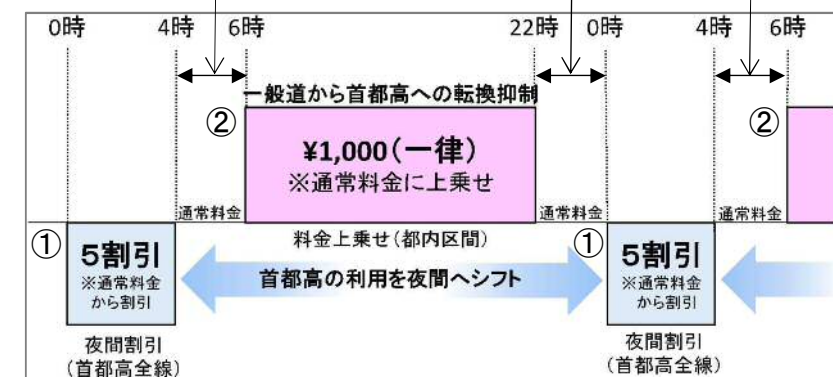 0時 4時 6時 22時 0時 4時 6時
一般道から首都高への転換抑制
② ②
¥1,000(一律)
※通常料金に上乗せ
通常料金 通常料金 通常料金
① 料金上乗せ(都内区間) ①
5割引 首都高の利用を夜間へシフト 5割引
※通常料金 ※通常料金
から割引 から割引
夜間割引 夜間割引
(首都高全線) (首都高全線)